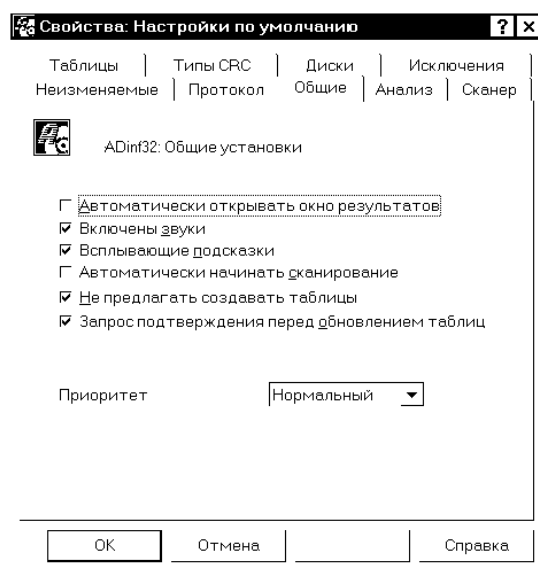 Свойства: Настройки по умолчанию
Таблицы Типы CRC Диски Исключения
Неизменяемые Протокол Общие Анализ Сканер
ADinf32: Общие установки
Автоматически открывать окно результатов
Включены звуки
Всплывающие подсказки
Автоматически начинать сканирование
Не предлагать создавать таблицы
Запрос подтверждения перед обновлением таблиц
Приоритет Нормальный
OK Отмена Справка